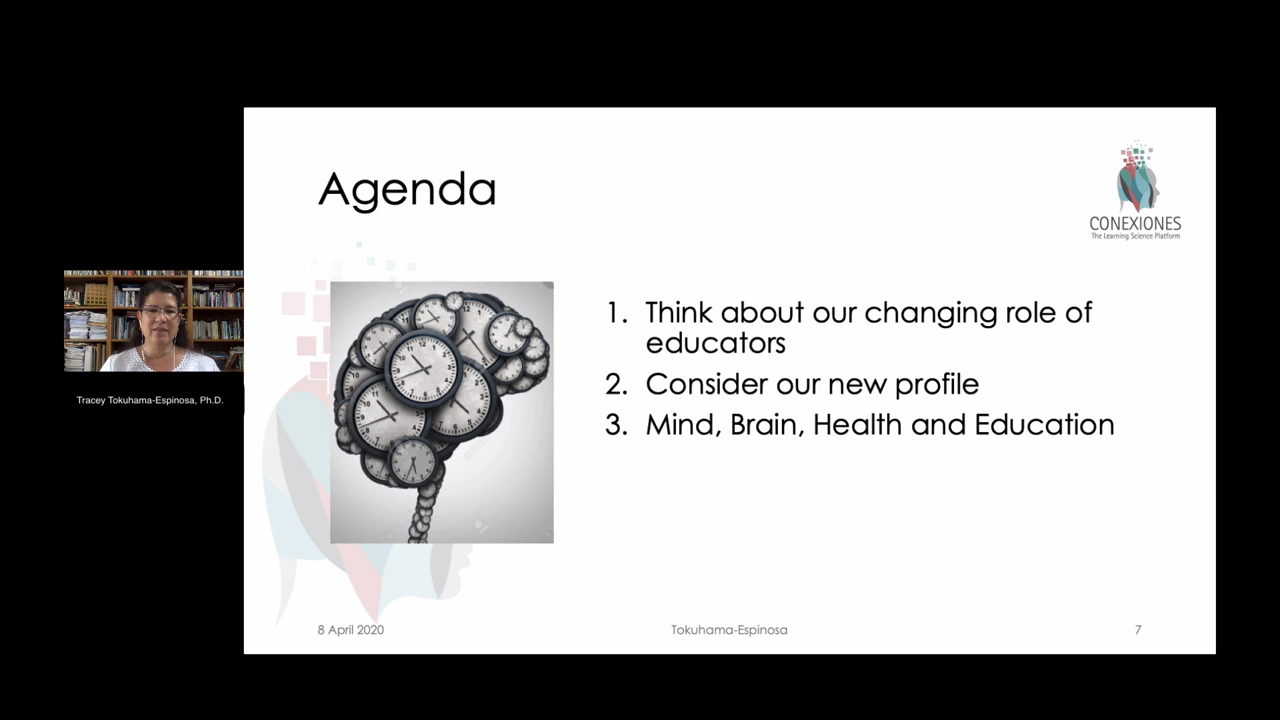 Agenda
CONEXIONES
The Learning Science Platform
Tracey Tokuhama-Espinosa, Ph.D.
1. Think about our changing role of
educators
2. Consider our new profile
3. Mind, Brain, Health and Education
8 April 2020
Tokuhama-Espinosa
7